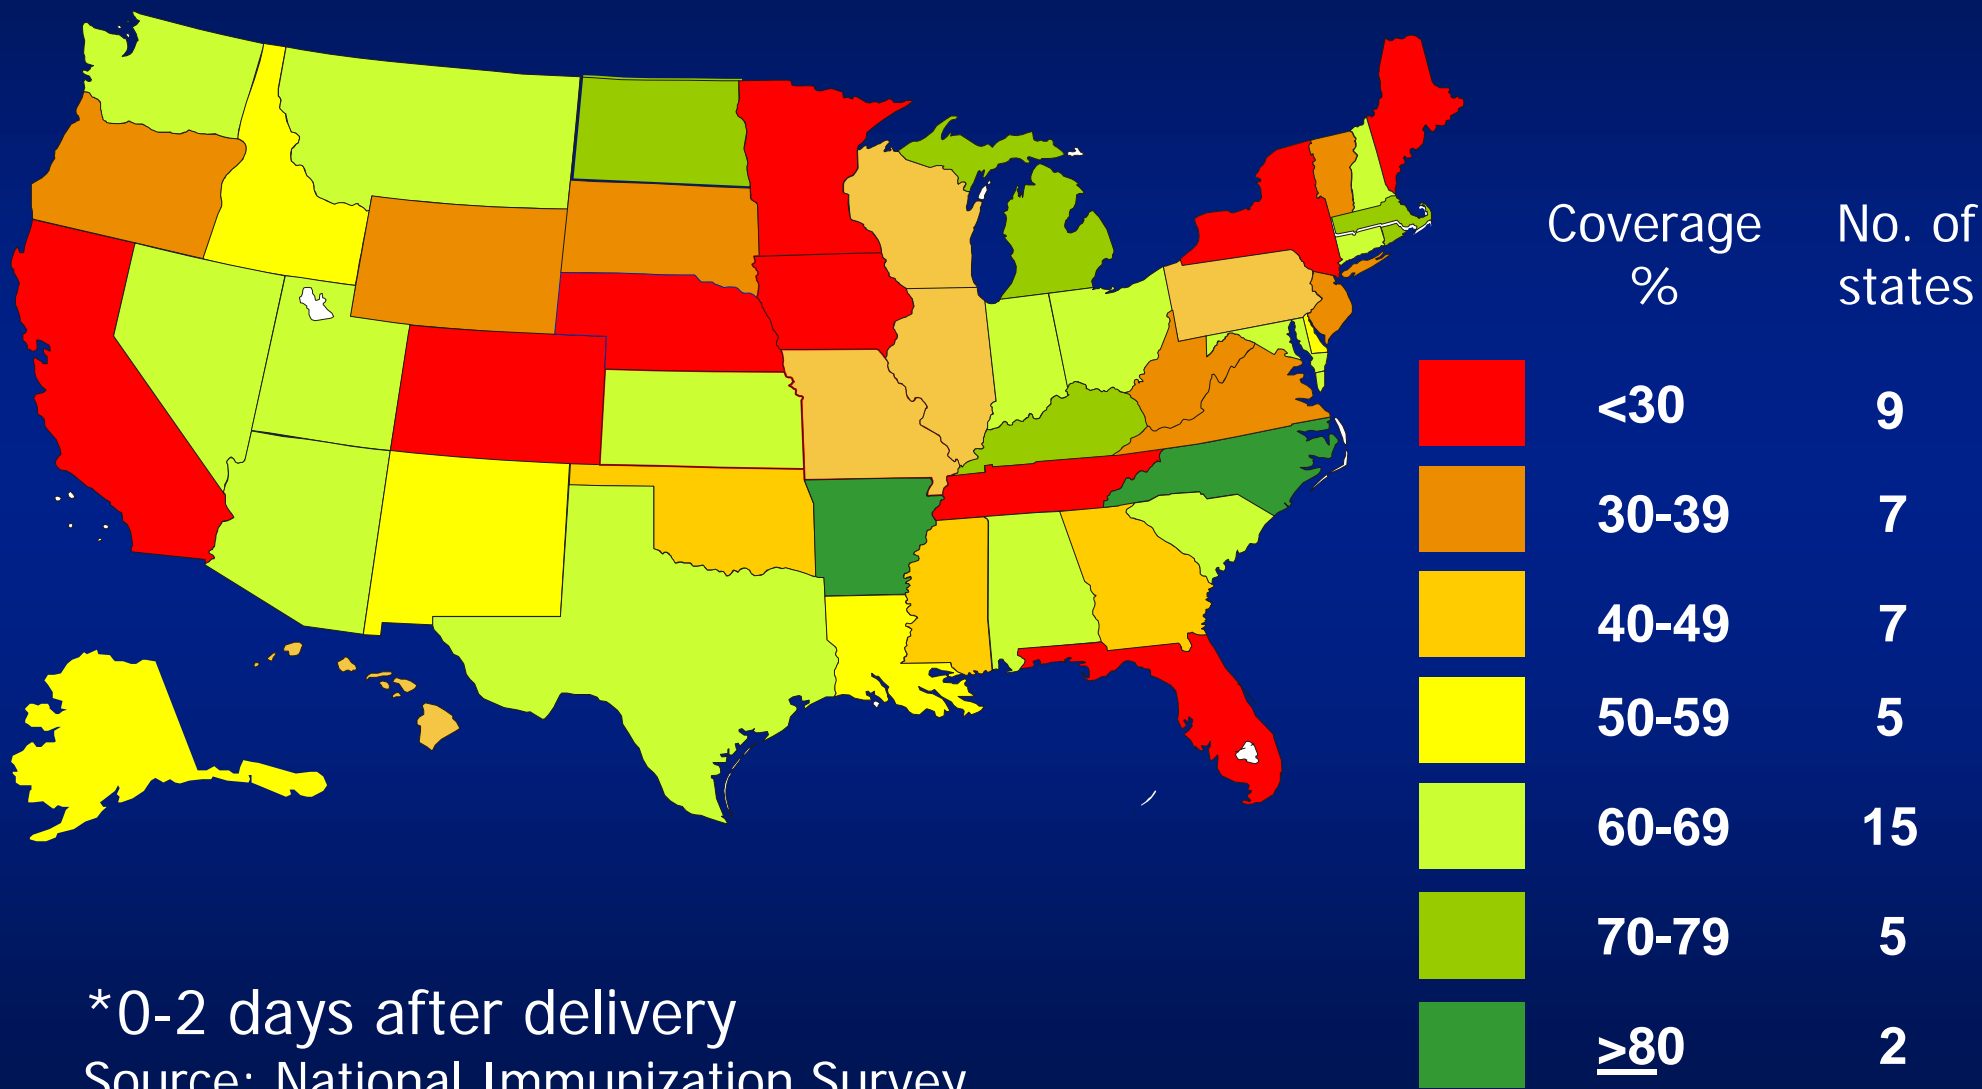 Coverage No. of
% states
<30 9
30-39 7
40-49 7
50-59 5
60-69 15
70-79 5
≥80 2
*0-2 days after delivery
Source: National Immunization Survey